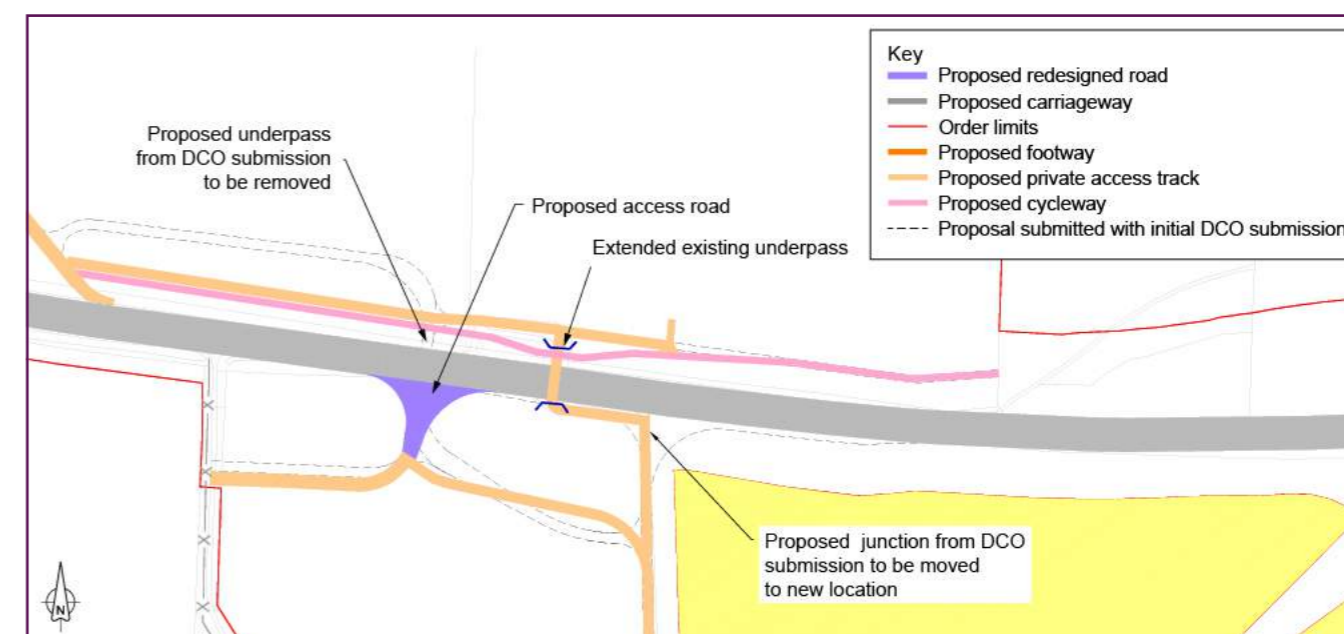 Key
Proposed redesigned road
Proposed carriageway
Order limits
Proposed footway
Proposed private access track
Proposed cycleway
Proposal submitted with initial DCO submission
Proposed underpass
from DCO submission
to be removed
Proposed access road
Extended existing underpass
Proposed junction from DCO
submission to be moved
to new location
N